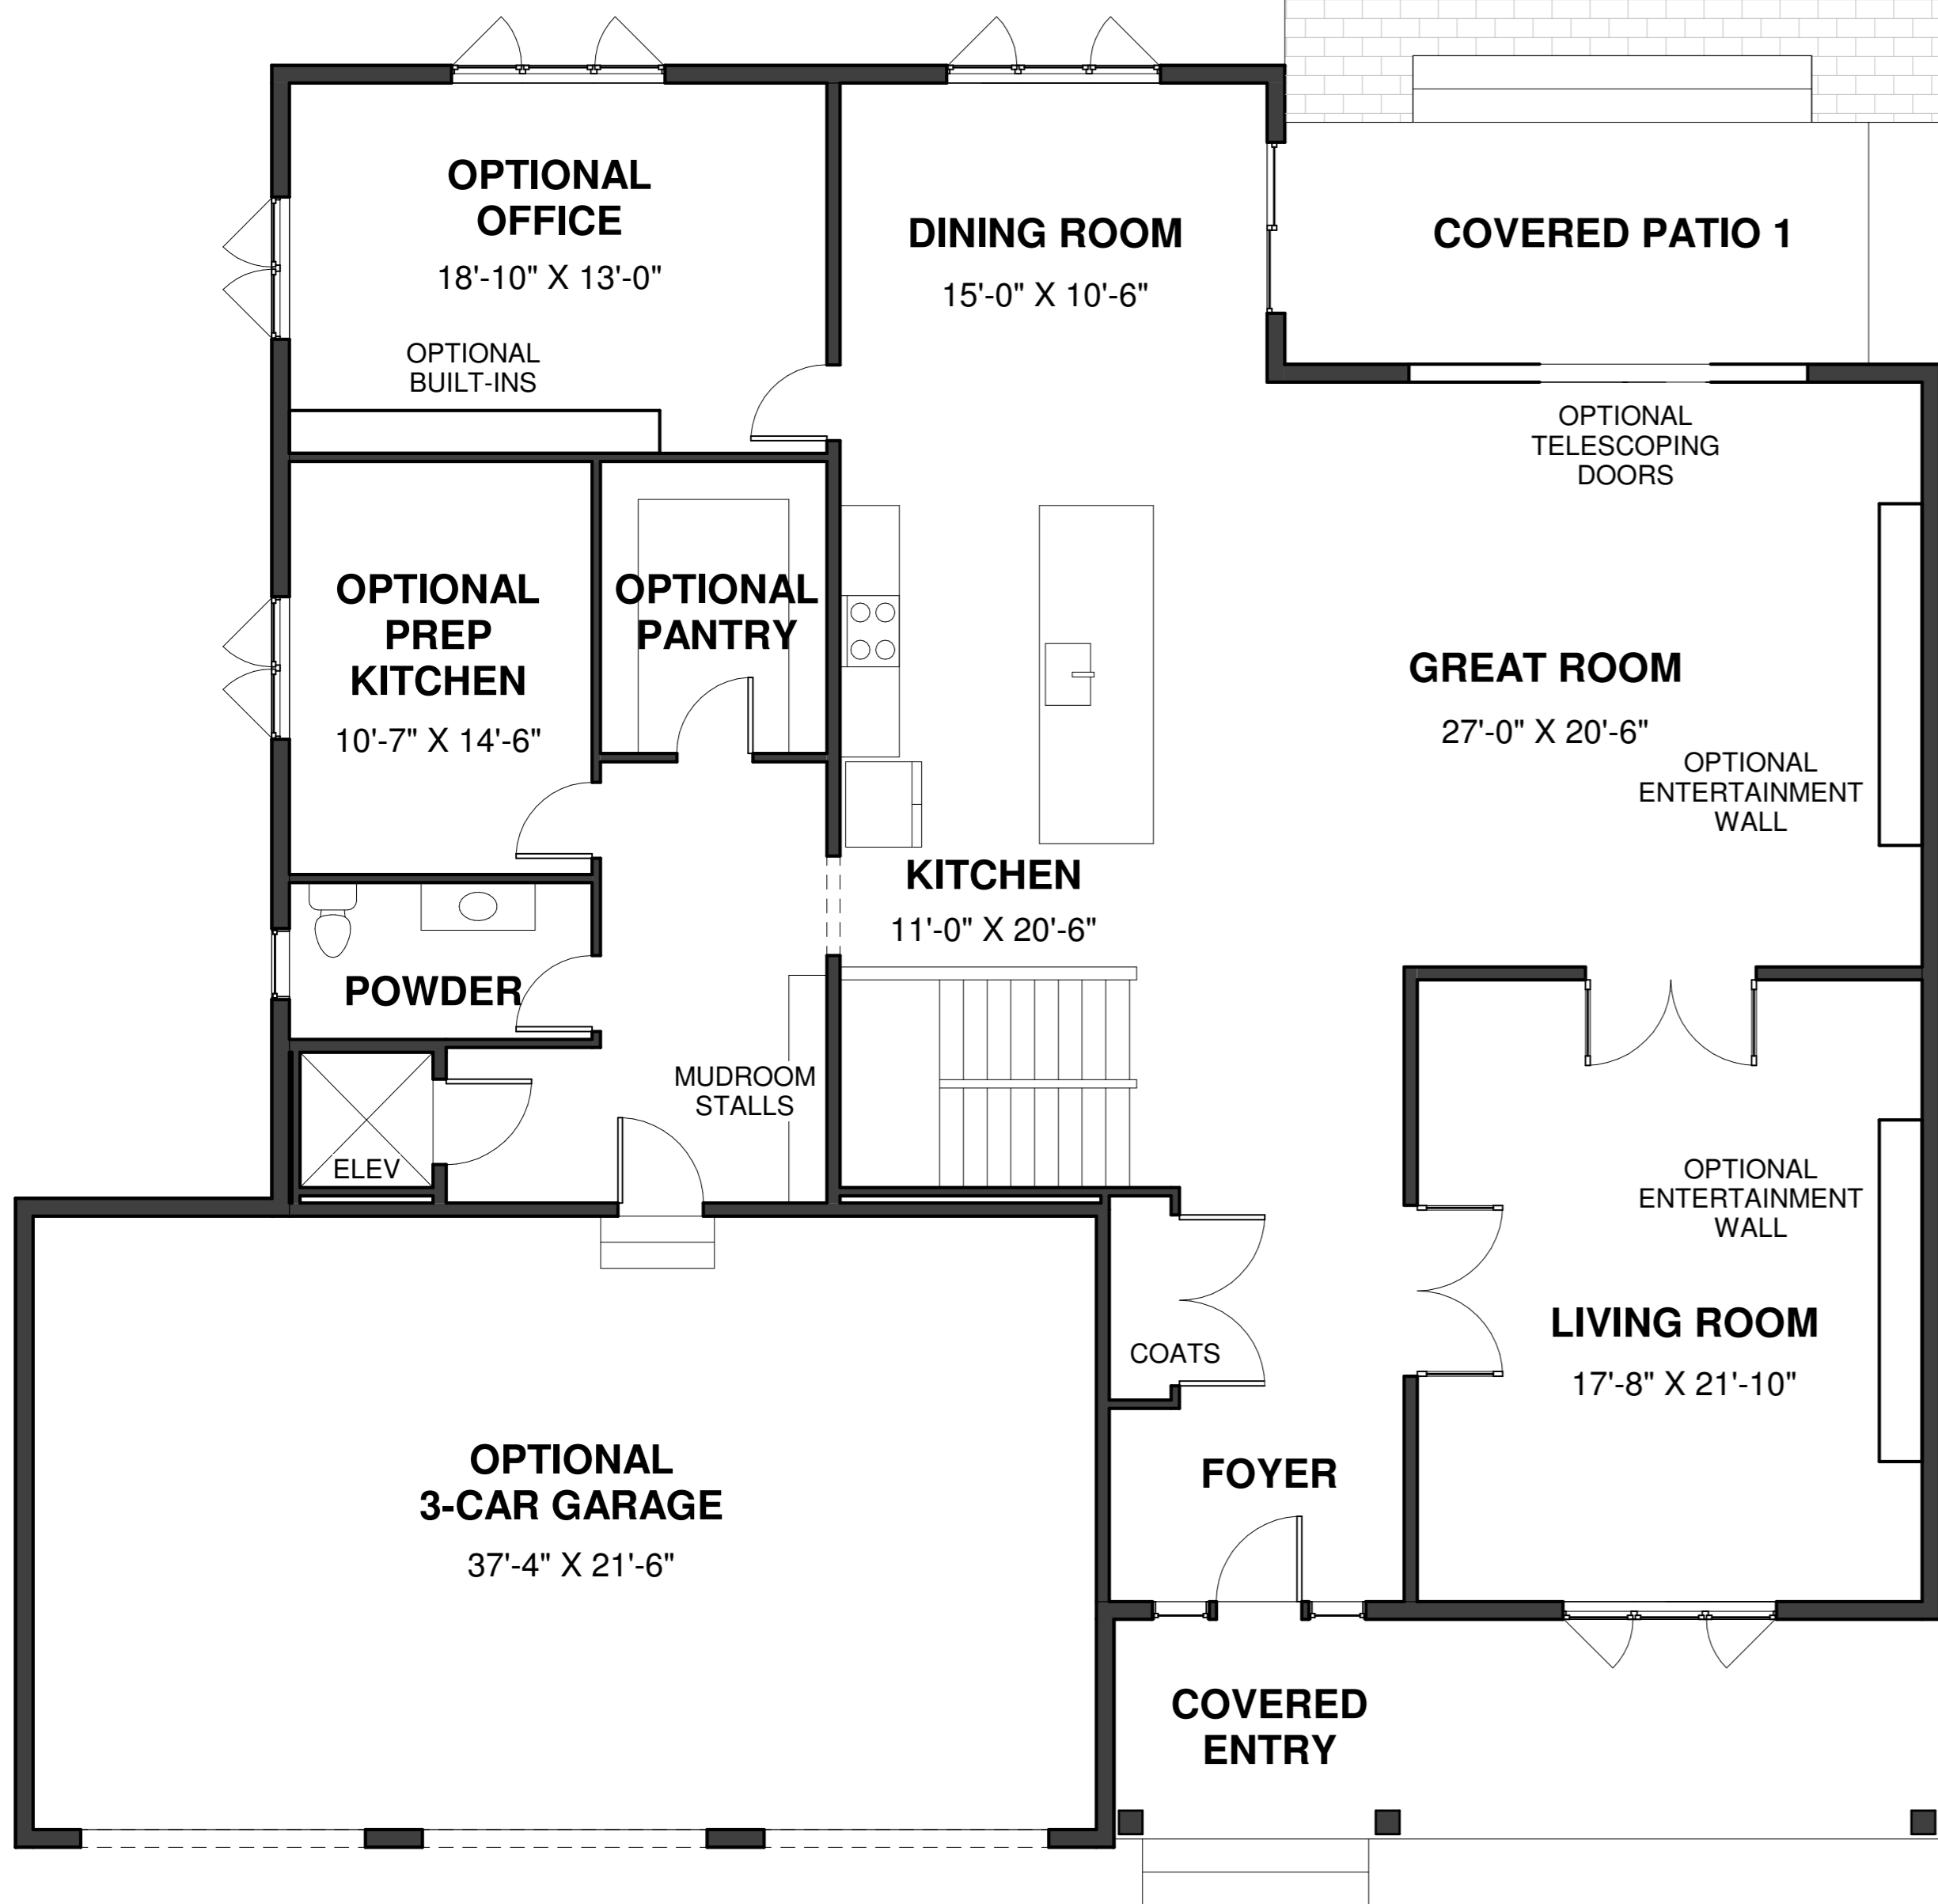 OPTIONAL
OFFICE
18'-10" X 13'-0"
OPTIONAL
BUILT-INS
DINING ROOM
15'-0" X 10'-6"
COVERED PATIO 1
OPTIONAL
TELESCOPING
DOORS
OPTIONAL
PREP
KITCHEN
10'-7" X 14'-6"
OPTIONAL
PANTRY
GREAT ROOM
27'-0" X 20'-6"
OPTIONAL
ENTERTAINMENT
WALL
KITCHEN
11'-0" X 20'-6"
POWDER
MUDROOM
STALLS
ELEV
OPTIONAL
ENTERTAINMENT
WALL
LIVING ROOM
17'-8" X 21'-10"
COATS
FOYER
OPTIONAL
3-CAR GARAGE
37'-4" X 21'-6"
COVERED
ENTRY